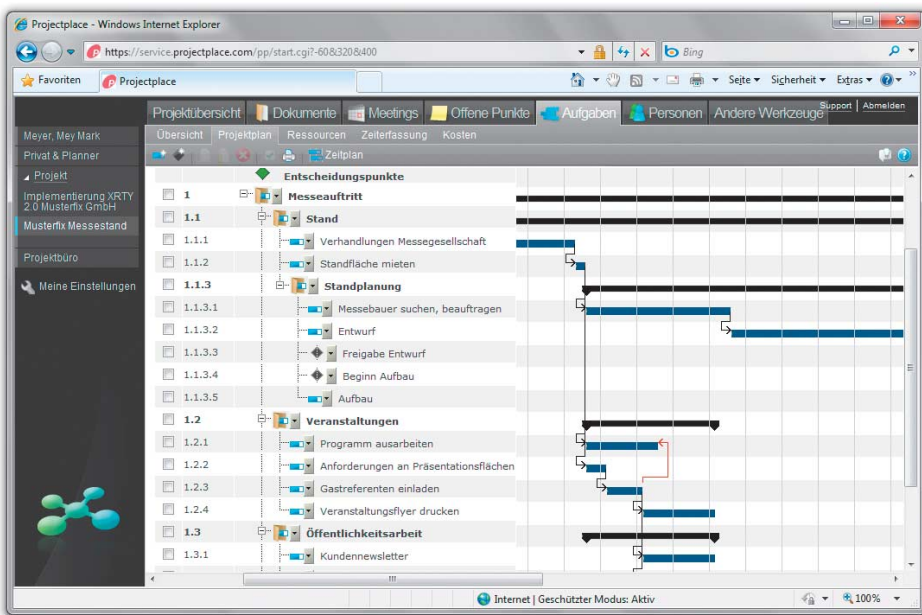 Projectplace - Windows Internet Explorer
https://service.projectplace.com/pp/start.cgi?-60&320&400
Bing
Favoriten
Projectplace
Seite
Sicherheit
Extras
Support | Abmelden
Projektübersicht
Dokumente
Meetings
Offene Punkte
Aufgaben
Personen
Andere Werkzeuge
Übersicht
Projektplan
Ressourcen
Zeiterfassung
Kosten
Zeitplan
Meyer, Mey Mark
Privat & Planner
Projekt
Implementierung XRTY
2.0 Musterfix GmbH
Musterfix Messestand
Projektbüro
Meine Einstellungen
Entscheidungspunkte
1 Messeauftritt
1.1 Stand
1.1.1 Verhandlungen Messegesellschaft
1.1.2 Standfläche mieten
1.1.3 Standplanung
1.1.3.1 Messebauer suchen, beauftragen
1.1.3.2 Entwurf
1.1.3.3 Freigabe Entwurf
1.1.3.4 Beginn Aufbau
1.1.3.5 Aufbau
1.2 Veranstaltungen
1.2.1 Programm ausarbeiten
1.2.2 Anforderungen an Präsentationsflächen
1.2.3 Gastreferenten einladen
1.2.4 Veranstaltungsflyer drucken
1.3 Öffentlichkeitsarbeit
1.3.1 Kundennewsletter
Internet | Geschützter Modus: Aktiv
100%